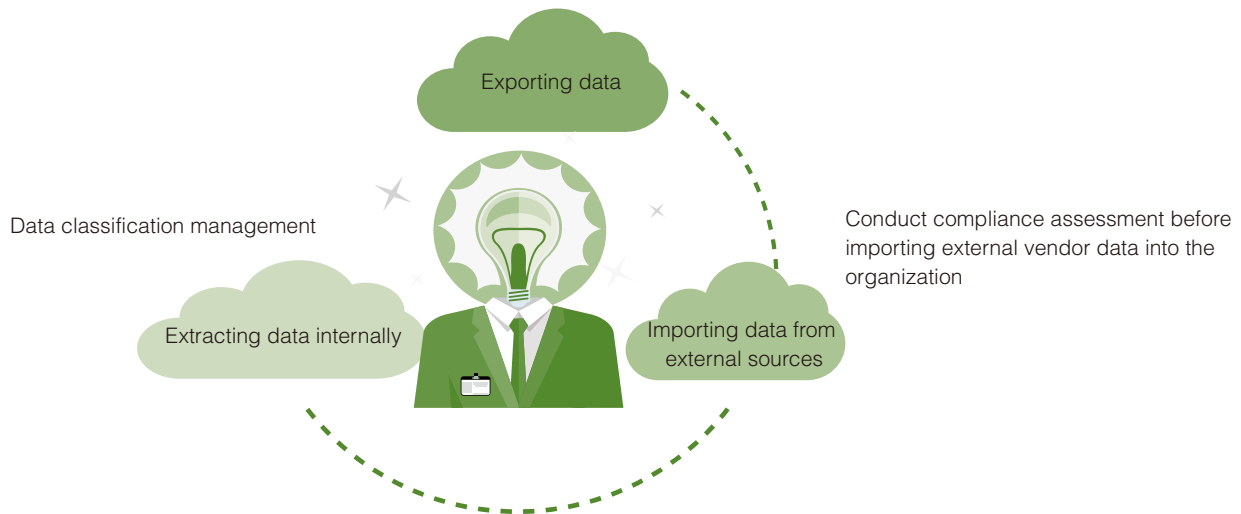 Exporting data
Data classification management
Conduct compliance assessment before
importing external vendor data into the
organization
Extracting data internally
Importing data from
external sources